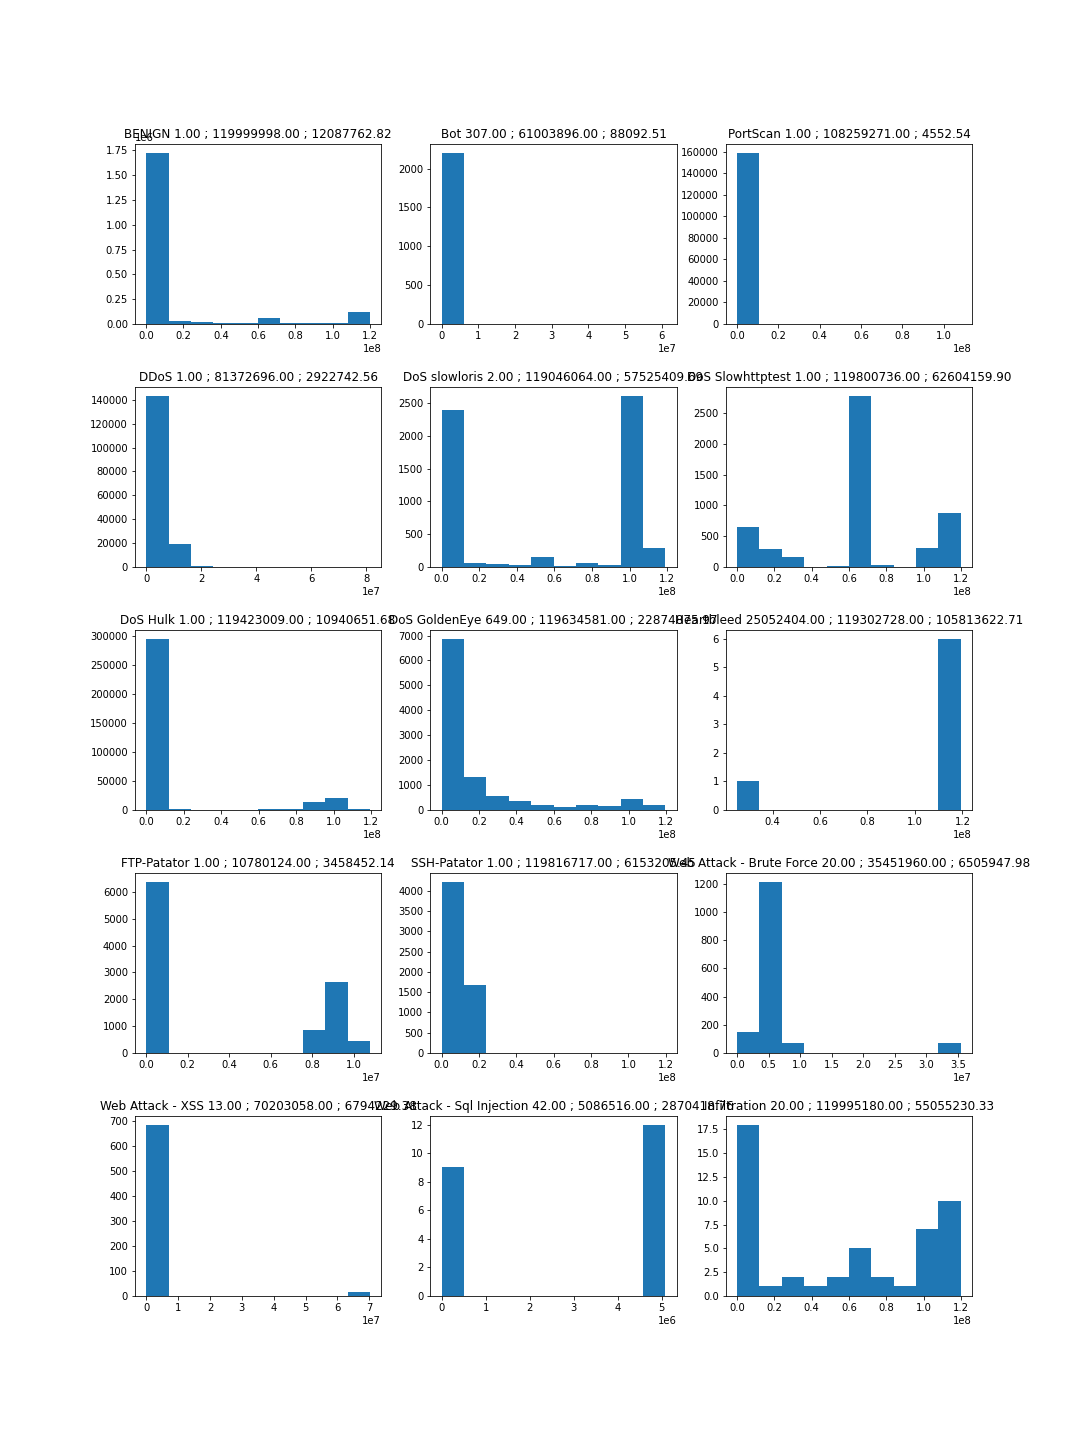 BENIGN 1.00 ; 119999998.00 ; 12087762.82
1e6
1.75
1.50
1.25
1.00
0.75
0.50
0.25
0.00
0.0 0.2 0.4 0.6 0.8 1.0 1.2
1e8
Bot 307.00 ; 61003896.00 ; 88092.51
2000
1500
1000
500
0
0 1 2 3 4 5 6
1e7
PortScan 1.00 ; 108259271.00 ; 4552.54
160000
140000
120000
100000
80000
60000
40000
20000
0
0.0 0.2 0.4 0.6 0.8 1.0
1e8
DDoS 1.00 ; 81372696.00 ; 2922742.56
140000
120000
100000
80000
60000
40000
20000
0
0 2 4 6 8
1e7
DoS slowloris 2.00 ; 119046064.00 ; 57525409.69
2500
2000
1500
1000
500
0
0.0 0.2 0.4 0.6 0.8 1.0 1.2
1e8
DoS Slowhttptest 1.00 ; 119800736.00 ; 62604159.90
2500
2000
1500
1000
500
0
0.0 0.2 0.4 0.6 0.8 1.0 1.2
1e8
DoS Hulk 1.00 ; 119423009.00 ; 10940651.68
300000
250000
200000
150000
100000
50000
0
0.0 0.2 0.4 0.6 0.8 1.0 1.2
1e8
DoS GoldenEye 649.00 ; 119634581.00 ;
7000
6000
5000
4000
3000
2000
1000
0
0.0 0.2 0.4 0.6 0.8 1.0 1.2
1e8
Heartbleed 25052404.00 ; 119302728.00 ; 105813622.71
6
5
4
3
2
1
0
0.4 0.6 0.8 1.0 1.2
1e8
FTP-Patator 1.00 ; 10780124.00 ; 3458452.14
6000
5000
4000
3000
2000
1000
0
0.0 0.2 0.4 0.6 0.8 1.0
1e7
SSH-Patator 1.00 ; 119816717.00 ;
4000
3500
3000
2500
2000
1500
1000
500
0
0.0 0.2 0.4 0.6 0.8 1.0 1.2
1e8
Web Attack - Brute Force 20.00 ; 35451960.00 ; 6505947.98
1200
1000
800
600
400
200
0
0.0 0.5 1.0 1.5 2.0 2.5 3.0 3.5
1e7
Web Attack - XSS 13.00 ; 70203058.00 ;
700
600
500
400
300
200
100
0
0 1 2 3 4 5 6 7
1e7
Web Attack - Sql Injection 42.00 ; 5086516.00 ;
12
10
8
6
4
2
0
0 1 2 3 4 5
1e6
Infiltration 20.00 ; 119995180.00 ; 55055230.33
17.5
15.0
12.5
10.0
7.5
5.0
2.5
0.0
0.0 0.2 0.4 0.6 0.8 1.0 1.2
1e8